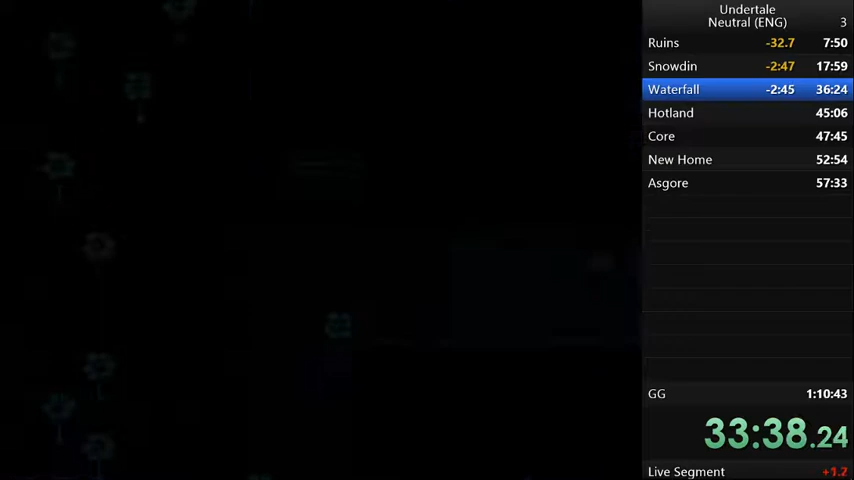 Undertale
Neutral (ENG) 3
Ruins -32.7 7:50
Snowdin -2:47 17:59
Waterfall -2:45 36:24
Hotland 45:06
Core 47:45
New Home 52:54
Asgore 57:33
GG 1:10:43
33:38.24
Live Segment +1.2